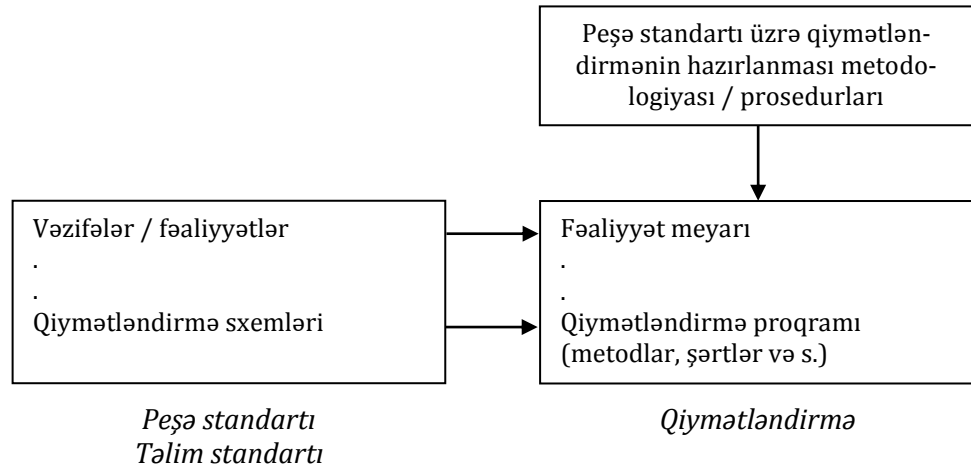 Peşə standartı üzrə qiymətlən-
dirmənin hazırlanması metodo-
logiyası / prosedurları
Vəzifələr / fəaliyyətlər
.
.
Qiymətləndirmə sxemləri
Fəaliyyət meyarı
.
.
Qiymətləndirmə proqramı
(metodlar, şərtlər və s.)
Peşə standartı
Təlim standartı
Qiymətləndirmə